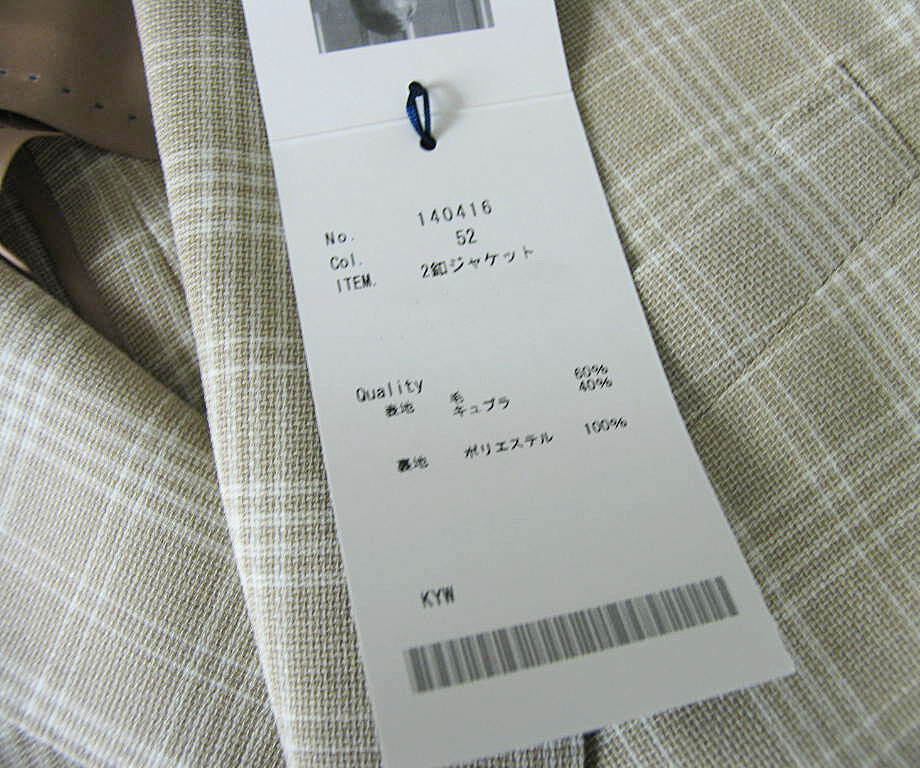 No. 140416
Col. 52
ITEM. 2釦ジャケット
Quality
表地 毛 60%
キュプラ 40%
裏地 ポリエステル 100%
KYW